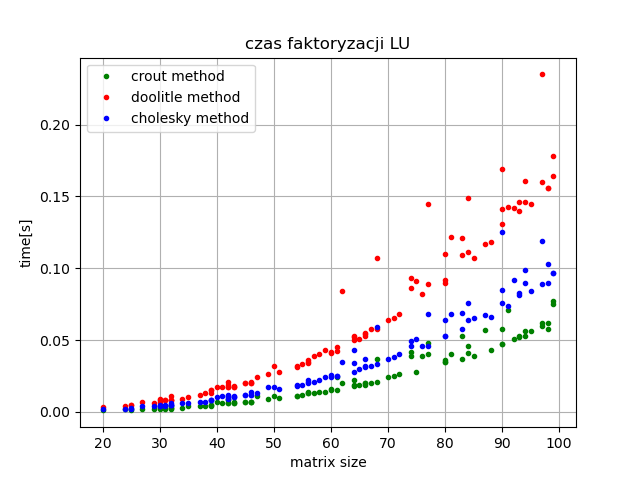 czas faktoryzacji LU
crout method
doolitle method
cholesky method
time[s]
0.20
0.15
0.10
0.05
0.00
20 30 40 50 60 70 80 90 100
matrix size